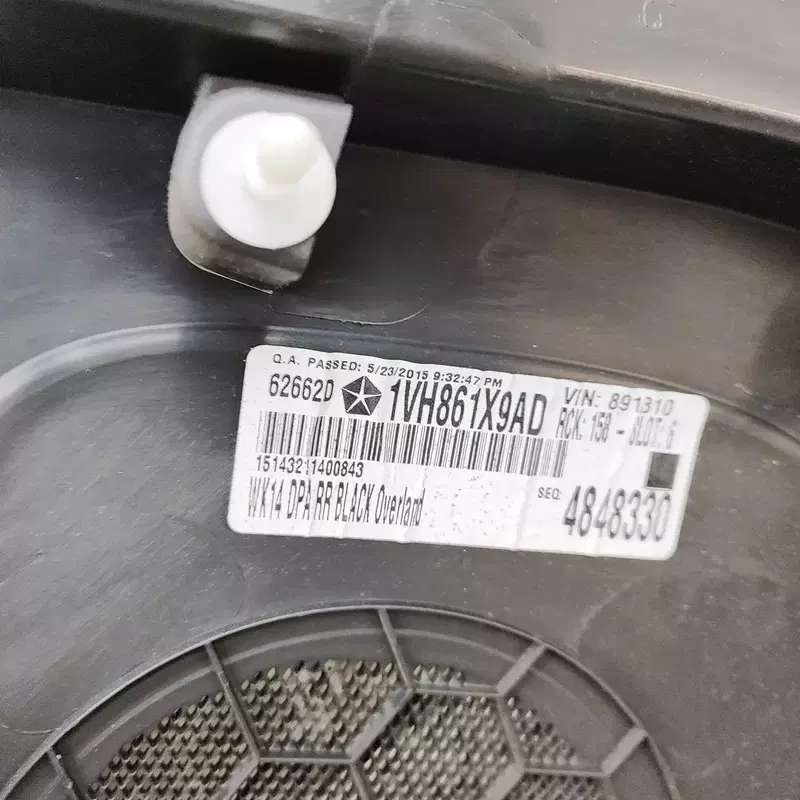 Q.A. PASSED: 5/23/2015 9:32:47 PM
62662D 1VH861X9AD VIN: 891310
RCK: 158 - SLOT: 6
15143211400843
WK14 DPA RR BLACK Overland
SEQ: 4848330